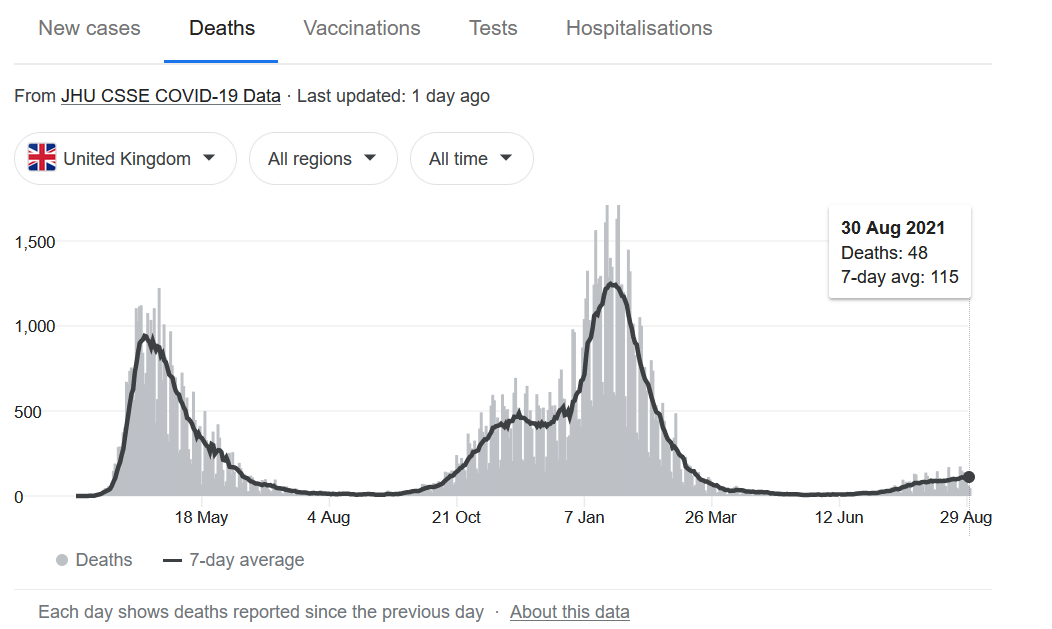 New cases Deaths Vaccinations Tests Hospitalisations
From JHU CSSE COVID-19 Data · Last updated: 1 day ago
United Kingdom All regions All time
30 Aug 2021
Deaths: 48
7-day avg: 115
1,500
1,000
500
0
18 May 4 Aug 21 Oct 7 Jan 26 Mar 12 Jun 29 Aug
Deaths 7-day average
Each day shows deaths reported since the previous day · About this data